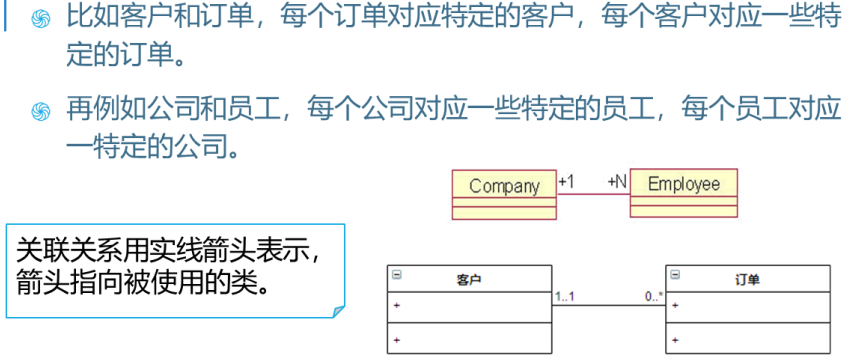 比如客户和订单，每个订单对应特定的客户，每个客户对应一些特
定的订单。
再例如公司和员工，每个公司对应一些特定的员工，每个员工对应
一特定的公司。
Company +1 +N Employee
关联关系用实线箭头表示，
箭头指向被使用的类。
客户 订单
1..1 0..*
+ +
+ +